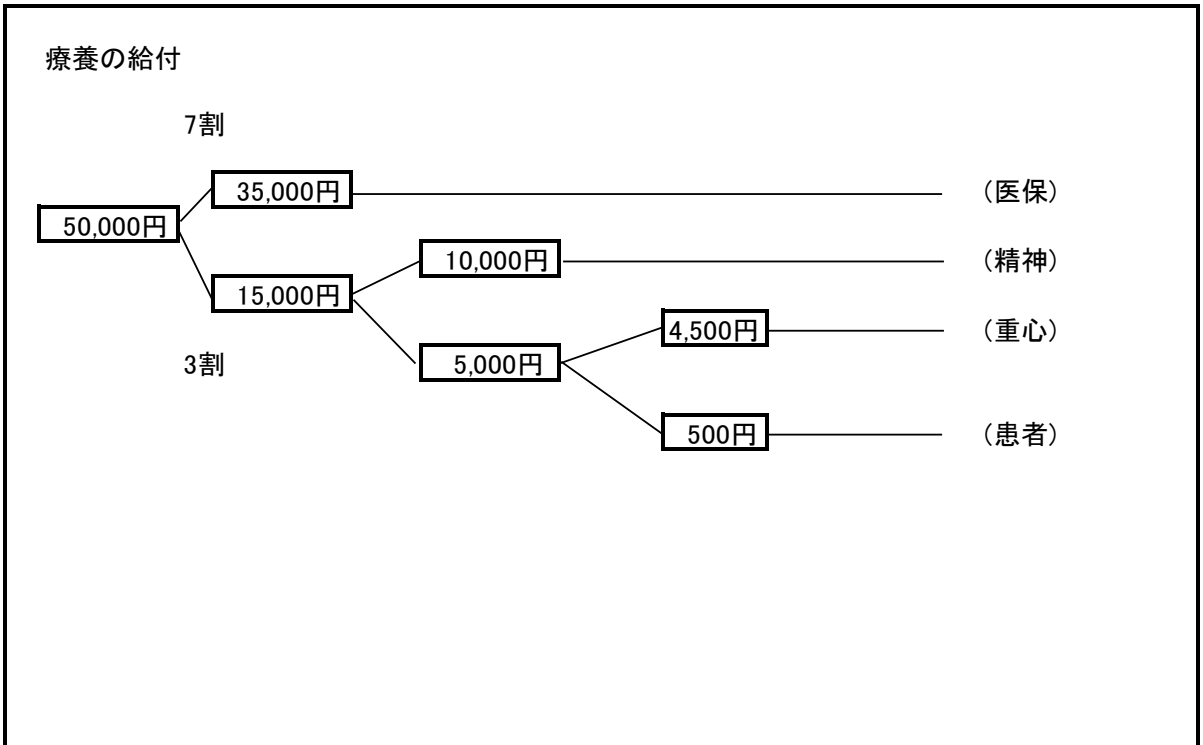 療養の給付
7割
35,000円 （医保）
50,000円
10,000円 （精神）
15,000円
4,500円 （重心）
3割 5,000円
500円 （患者）